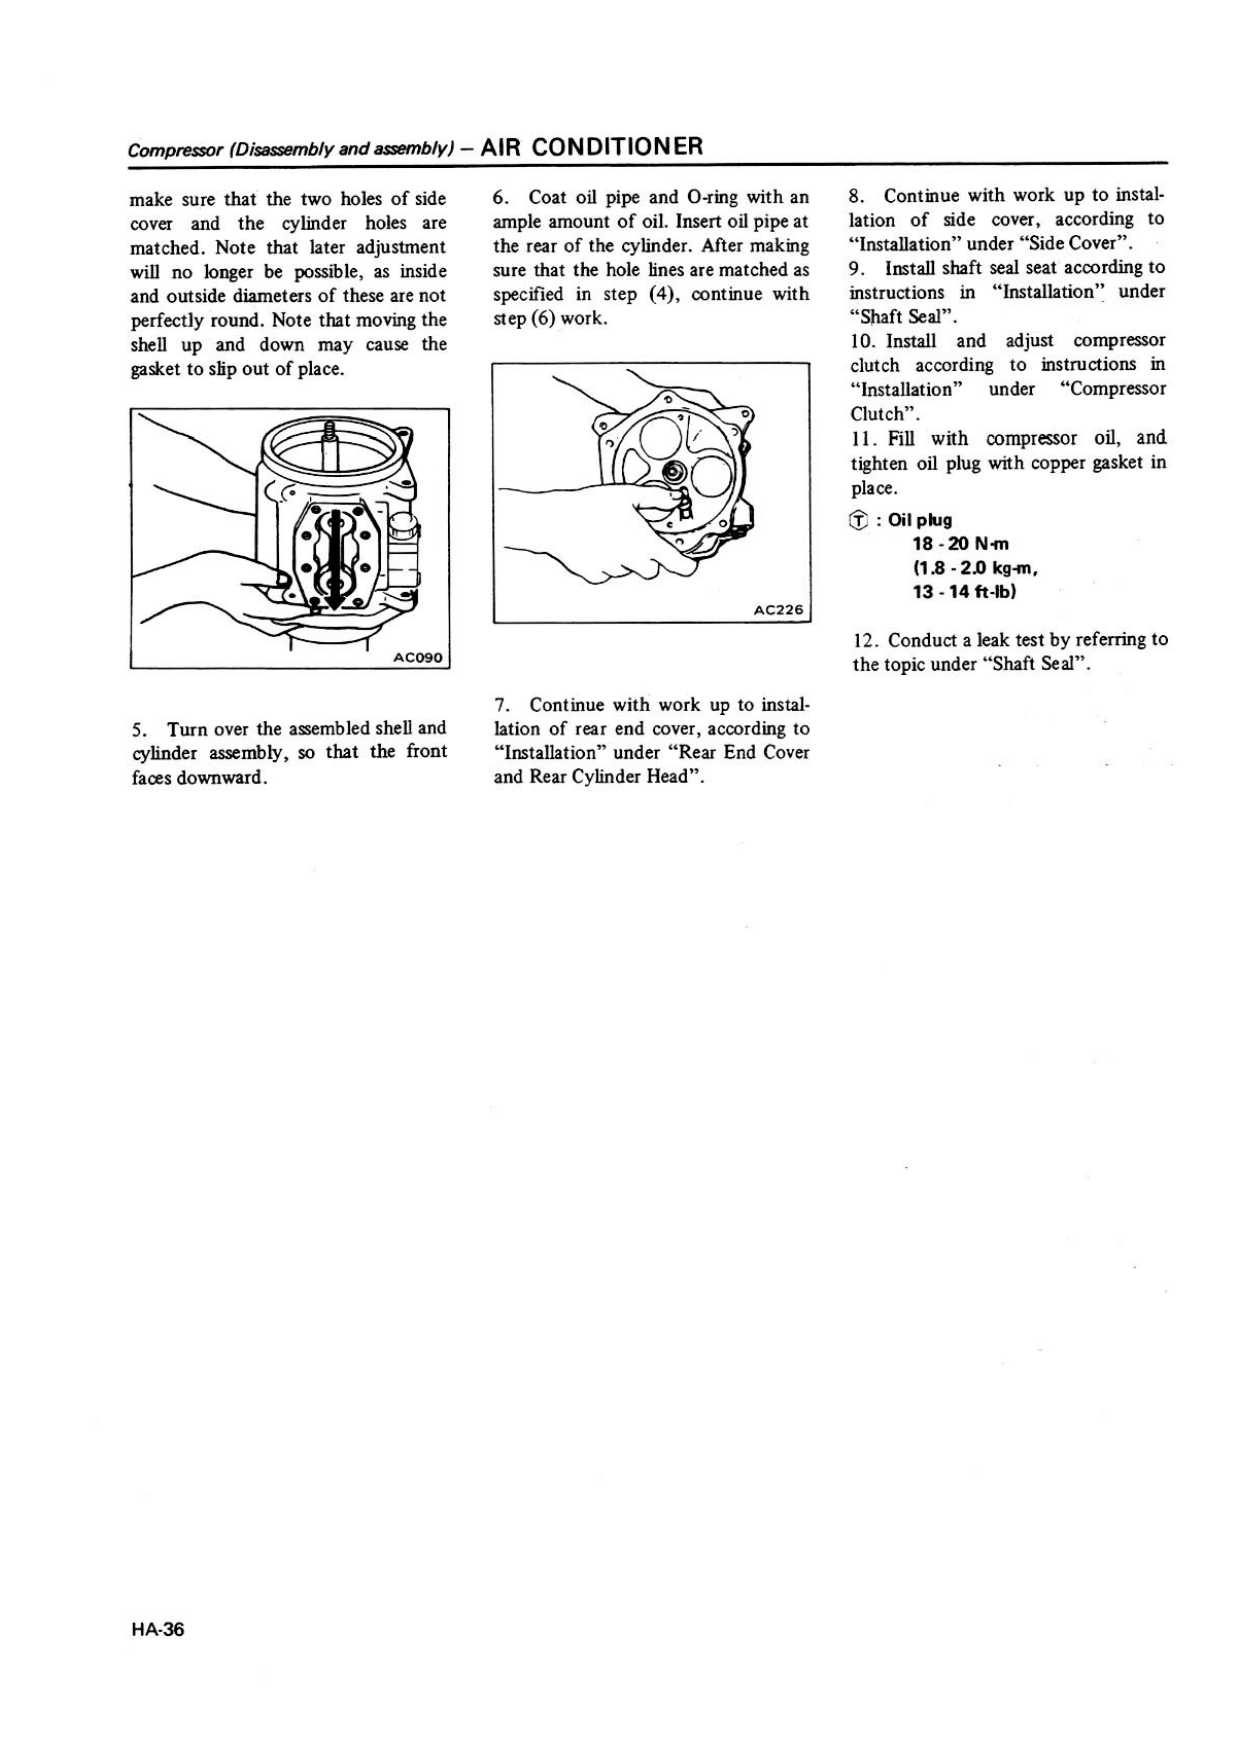 Compressor (Disassembly and assembly) – AIR CONDITIONER
make sure that the two holes of side
cover and the cylinder holes are
matched. Note that later adjustment
will no longer be possible, as inside
and outside diameters of these are not
perfectly round. Note that moving the
shell up and down may cause the
gasket to slip out of place.
AC090
5. Turn over the assembled shell and
cylinder assembly, so that the front
faces downward.
6. Coat oil pipe and O-ring with an
ample amount of oil. Insert oil pipe at
the rear of the cylinder. After making
sure that the hole lines are matched as
specified in step (4), continue with
step (6) work.
AC226
7. Continue with work up to instal-
lation of rear end cover, according to
“Installation” under “Rear End Cover
and Rear Cylinder Head”.
8. Continue with work up to instal-
lation of side cover, according to
“Installation” under “Side Cover”.
9. Install shaft seal seat according to
instructions in “Installation” under
“Shaft Seal”.
10. Install and adjust compressor
clutch according to instructions in
“Installation” under “Compressor
Clutch”.
11. Fill with compressor oil, and
tighten oil plug with copper gasket in
place.
Ⓣ : Oil plug
18 - 20 N·m
(1.8 - 2.0 kg-m,
13 - 14 ft-lb)
12. Conduct a leak test by referring to
the topic under “Shaft Seal”.
HA-36